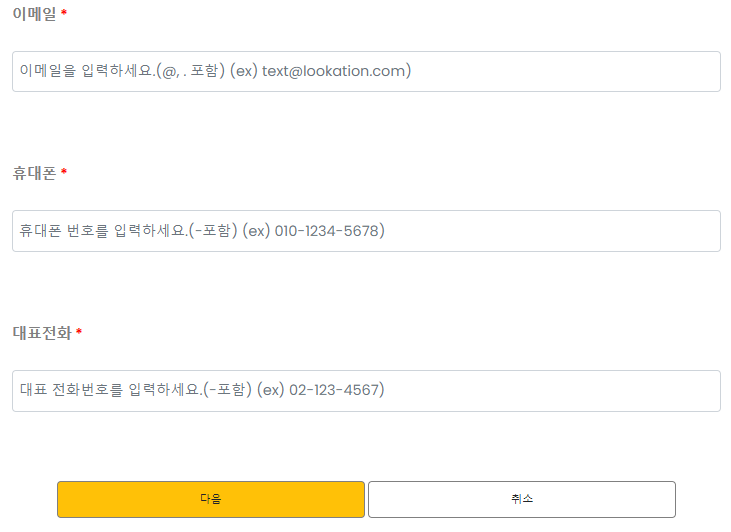 이메일 *
이메일을 입력하세요.(@, . 포함) (ex) text@lookation.com)
휴대폰 *
휴대폰 번호를 입력하세요.(-포함) (ex) 010-1234-5678)
대표전화 *
대표 전화번호를 입력하세요.(-포함) (ex) 02-123-4567)
다음 취소